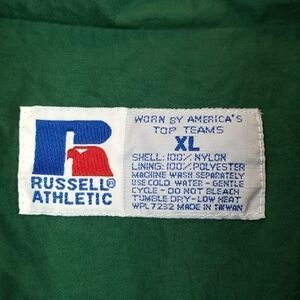 RUSSELL®
ATHLETIC
WORN BY AMERICA'S
TOP TEAMS
XL
SHELL: 100% NYLON
LINING: 100% POLYESTER
MACHINE WASH SEPARATELY
USE COLD WATER - GENTLE
CYCLE - DO NOT BLEACH
TUMBLE DRY-LOW HEAT
WPL 7232 MADE IN TAIWAN